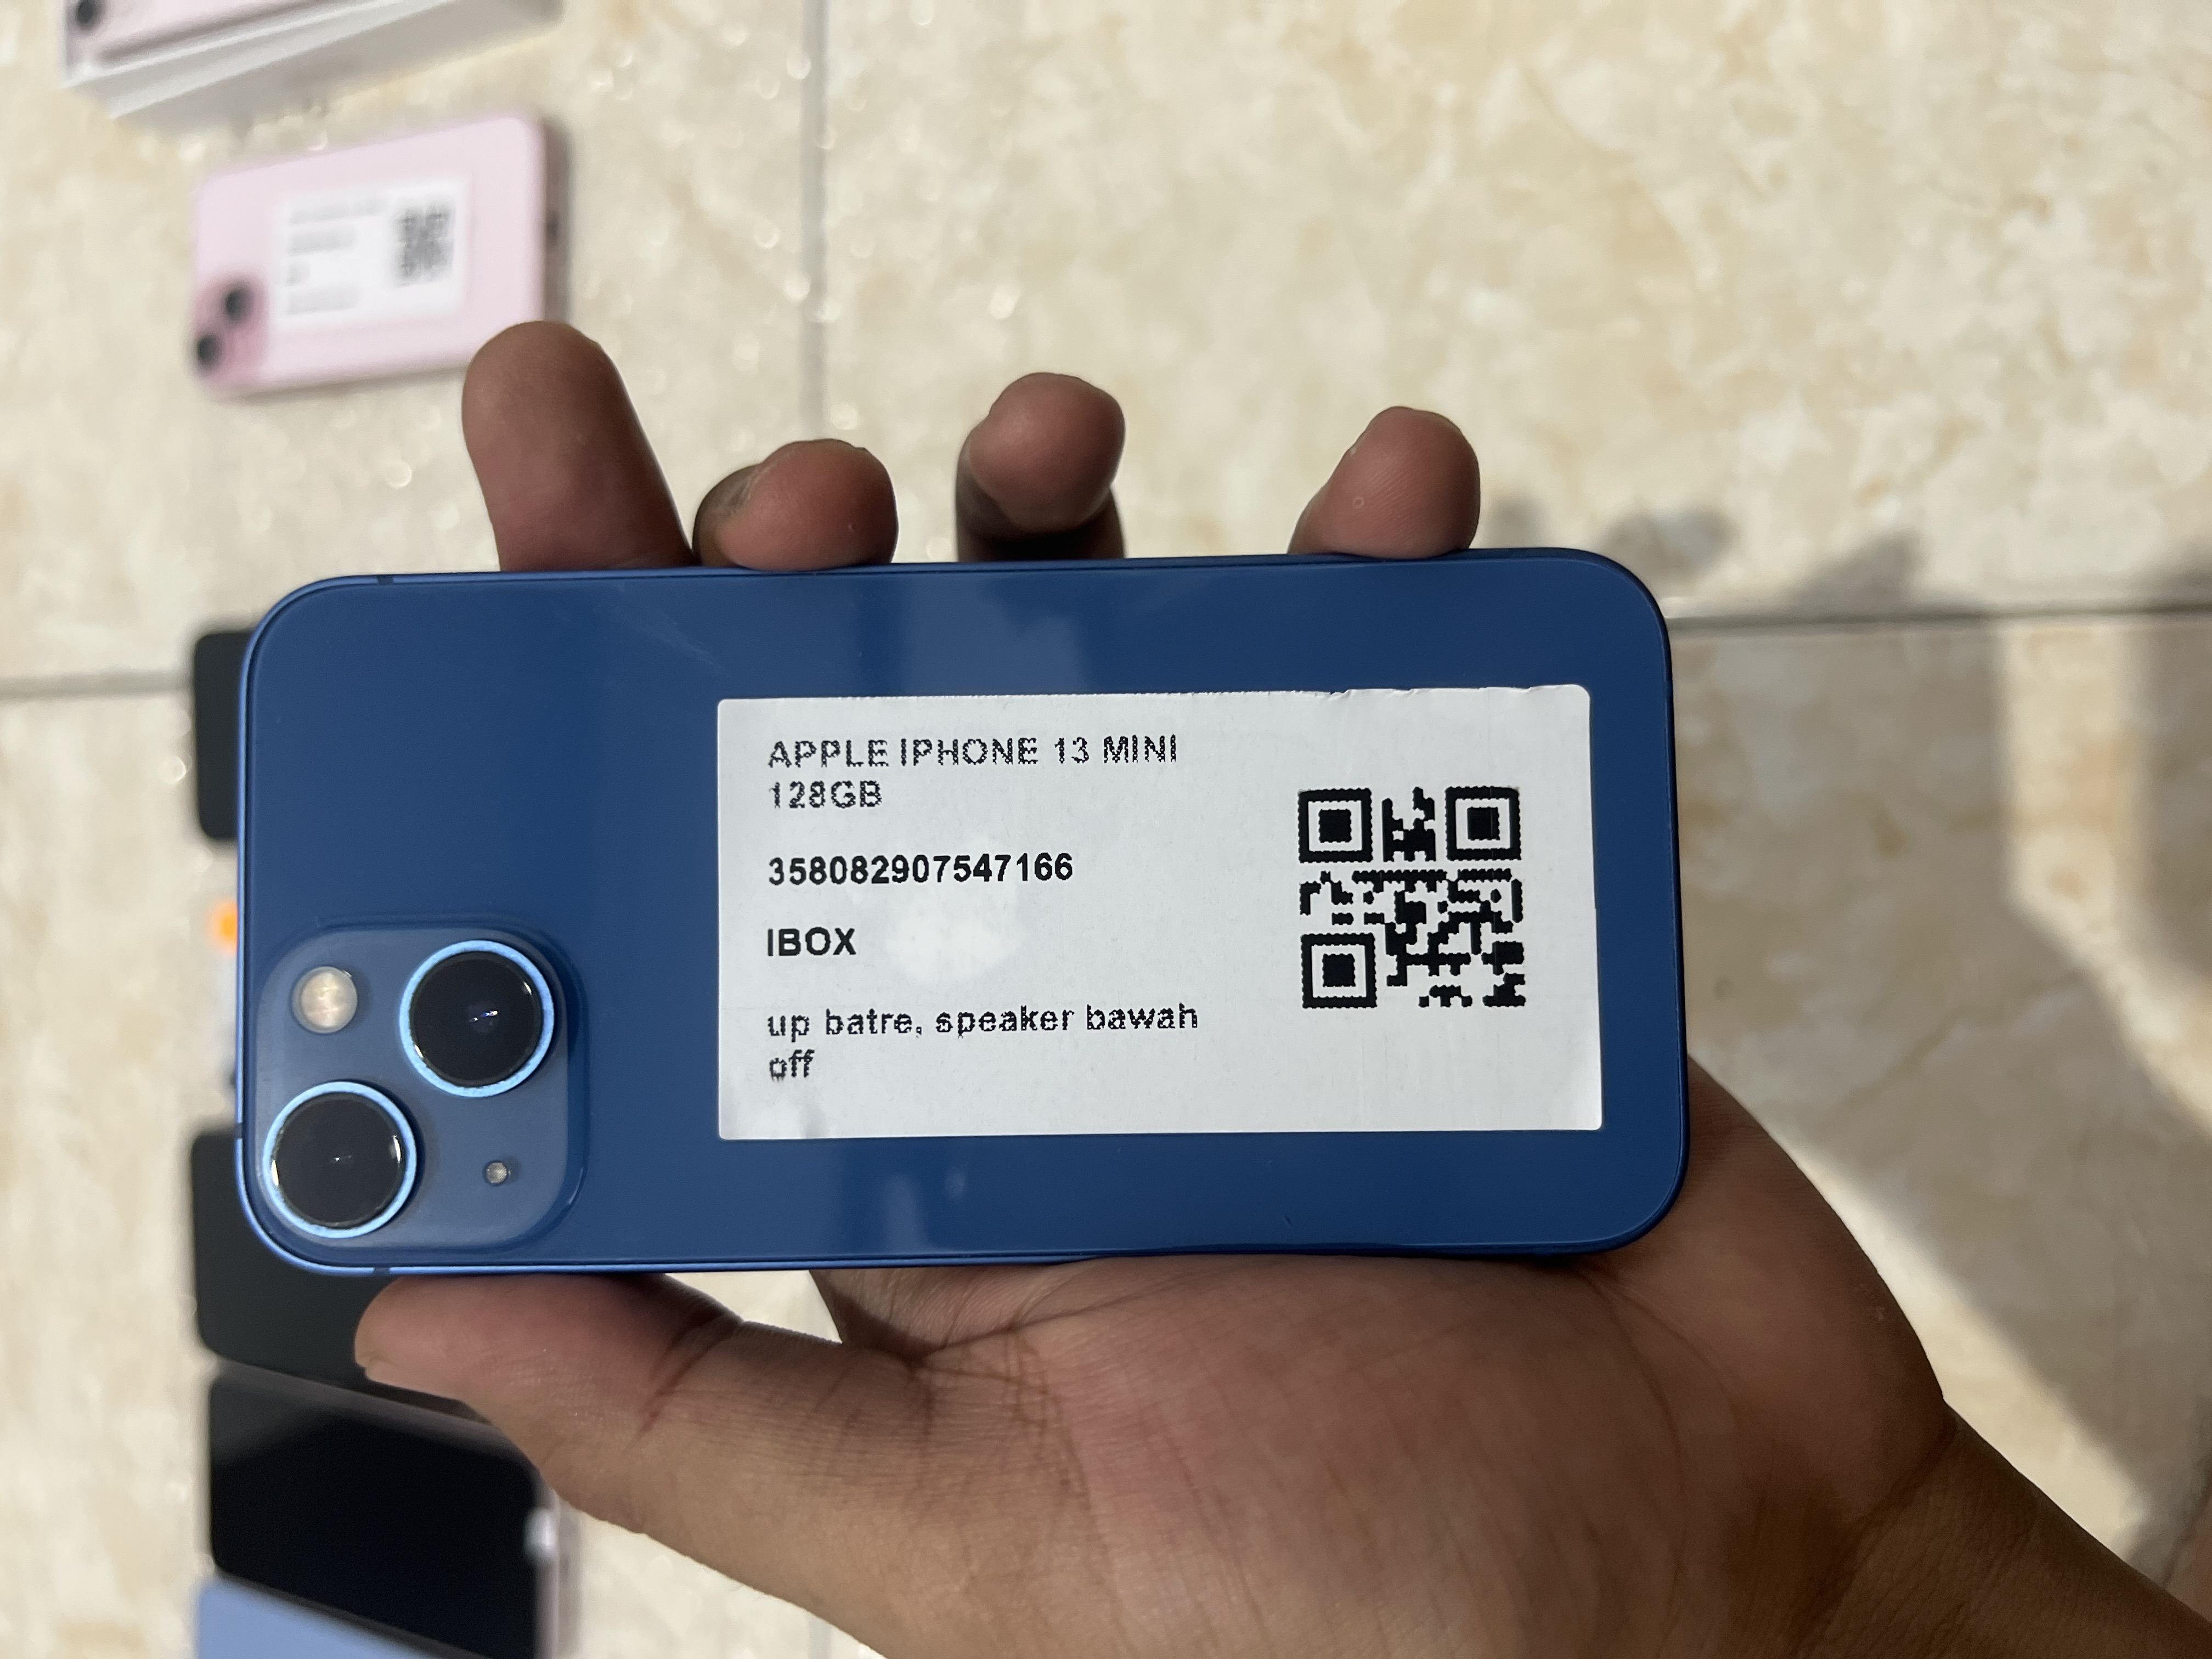 APPLE IPHONE 13 MINI
128GB
358082907547166
IBOX
up batre, speaker bawah
off